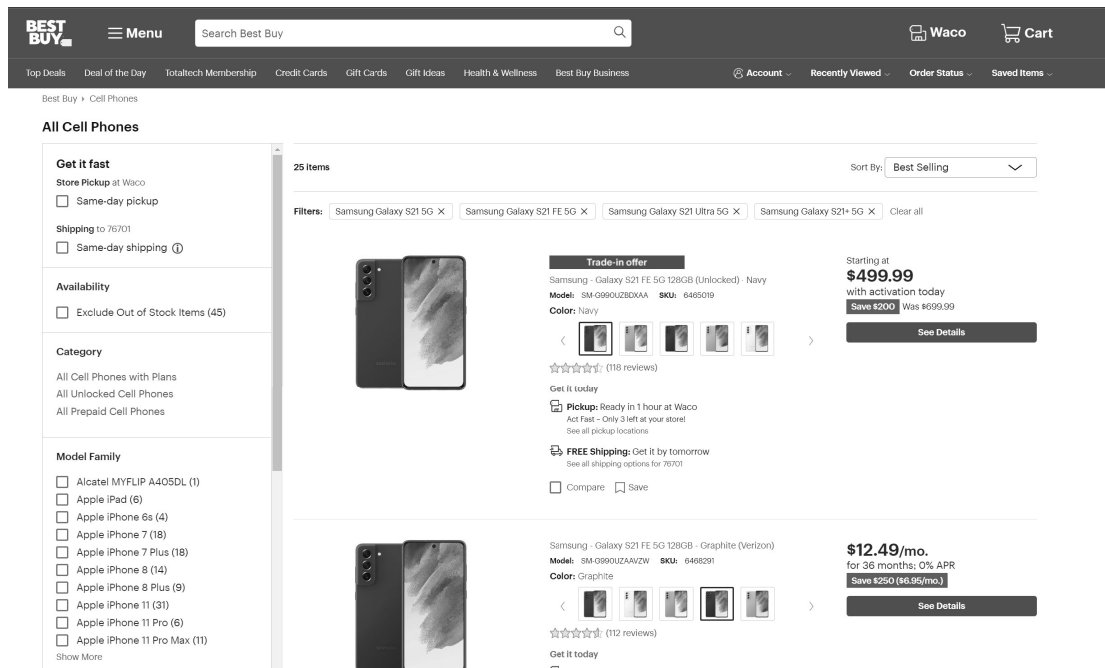 BEST
BUY
Menu
Search Best Buy
Waco
Cart
Top Deals
Deal of the Day
Totaltech Membership
Credit Cards
Gift Cards
Gift Ideas
Health & Wellness
Best Buy Business
Account
Recently Viewed
Order Status
Saved Items
Best Buy › Cell Phones
All Cell Phones
Get it fast
Store Pickup at Waco
Same-day pickup
Shipping to 76701
Same-day shipping
Availability
Exclude Out of Stock Items (45)
Category
All Cell Phones with Plans
All Unlocked Cell Phones
All Prepaid Cell Phones
Model Family
Alcatel MYFLIP A405DL (1)
Apple iPad (6)
Apple iPhone 6s (4)
Apple iPhone 7 (18)
Apple iPhone 7 Plus (18)
Apple iPhone 8 (14)
Apple iPhone 8 Plus (9)
Apple iPhone 11 (31)
Apple iPhone 11 Pro (6)
Apple iPhone 11 Pro Max (11)
Show More
25 items
Sort By: Best Selling
Filters: Samsung Galaxy S21 5G ✕ Samsung Galaxy S21 FE 5G ✕ Samsung Galaxy S21 Ultra 5G ✕ Samsung Galaxy S21+ 5G ✕ Clear all
Trade-in offer
Samsung - Galaxy S21 FE 5G 128GB (Unlocked) - Navy
Model: SM-G990UZBDXAA SKU: 6465019
Color: Navy
(118 reviews)
Get it today
Pickup: Ready in 1 hour at Waco
Act Fast – Only 3 left at your store!
See all pickup locations
FREE Shipping: Get it by tomorrow
See all shipping options for 76701
Compare
Save
Starting at
$499.99
with activation today
Save $200 Was $699.99
See Details
Samsung - Galaxy S21 FE 5G 128GB - Graphite (Verizon)
Model: SM-G990UZAAVZW SKU: 6468291
Color: Graphite
(112 reviews)
Get it today
$12.49/mo.
for 36 months; 0% APR
Save $250 ($6.95/mo.)
See Details